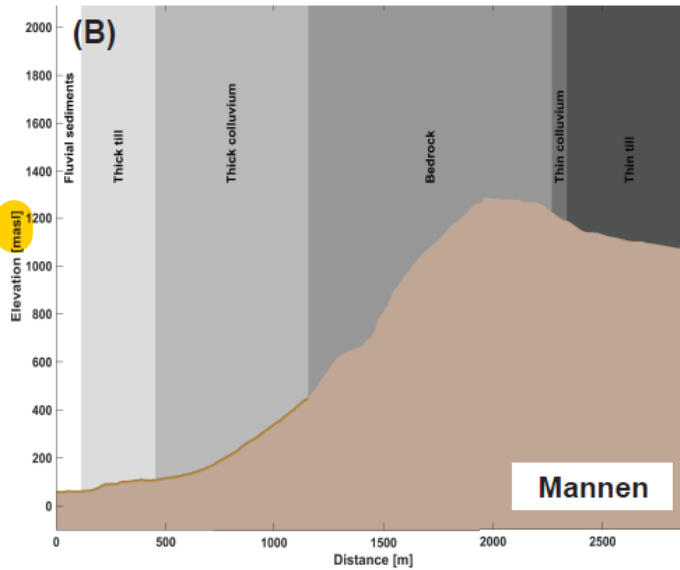 (B)
2000
1800
1600
1400
1200
1000
800
600
400
200
0
Elevation [masl]
Fluvial sediments
Thick till
Thick colluvium
Bedrock
Thin colluvium
Thin till
Mannen
0
500
1000
1500
2000
2500
Distance [m]